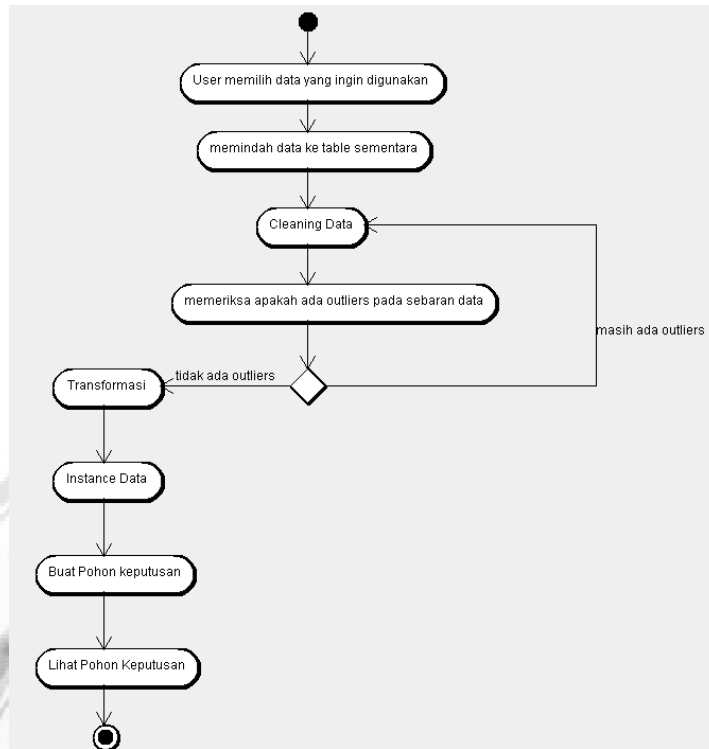 User memilih data yang ingin digunakan
memindah data ke table sementara
Cleaning Data
memeriksa apakah ada outliers pada sebaran data
masih ada outliers
tidak ada outliers
Transformasi
Instance Data
Buat Pohon keputusan
Lihat Pohon Keputusan